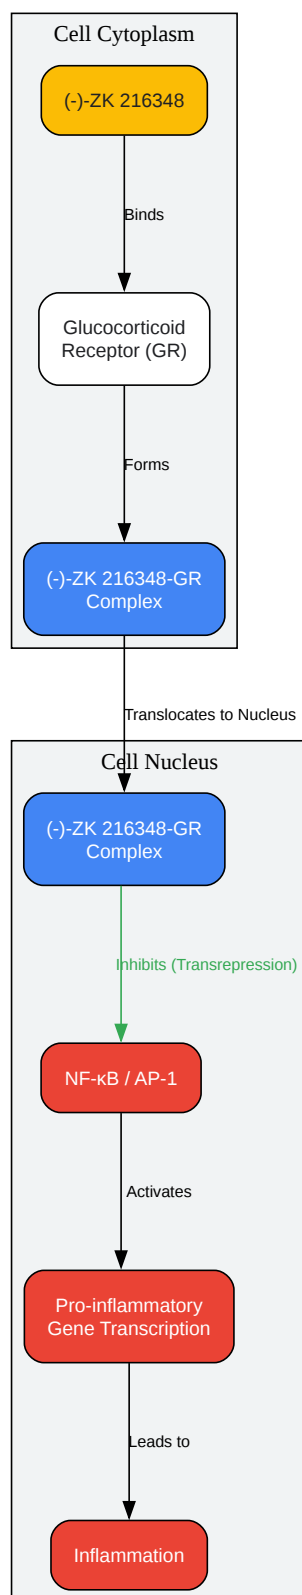 Cell Cytoplasm
(-)-ZK 216348
Binds
Glucocorticoid
Receptor (GR)
Forms
(-)-ZK 216348-GR
Complex
Translocates to Nucleus
Cell Nucleus
(-)-ZK 216348-GR
Complex
Inhibits (Transrepression)
NF-κB / AP-1
Activates
Pro-inflammatory
Gene Transcription
Leads to
Inflammation